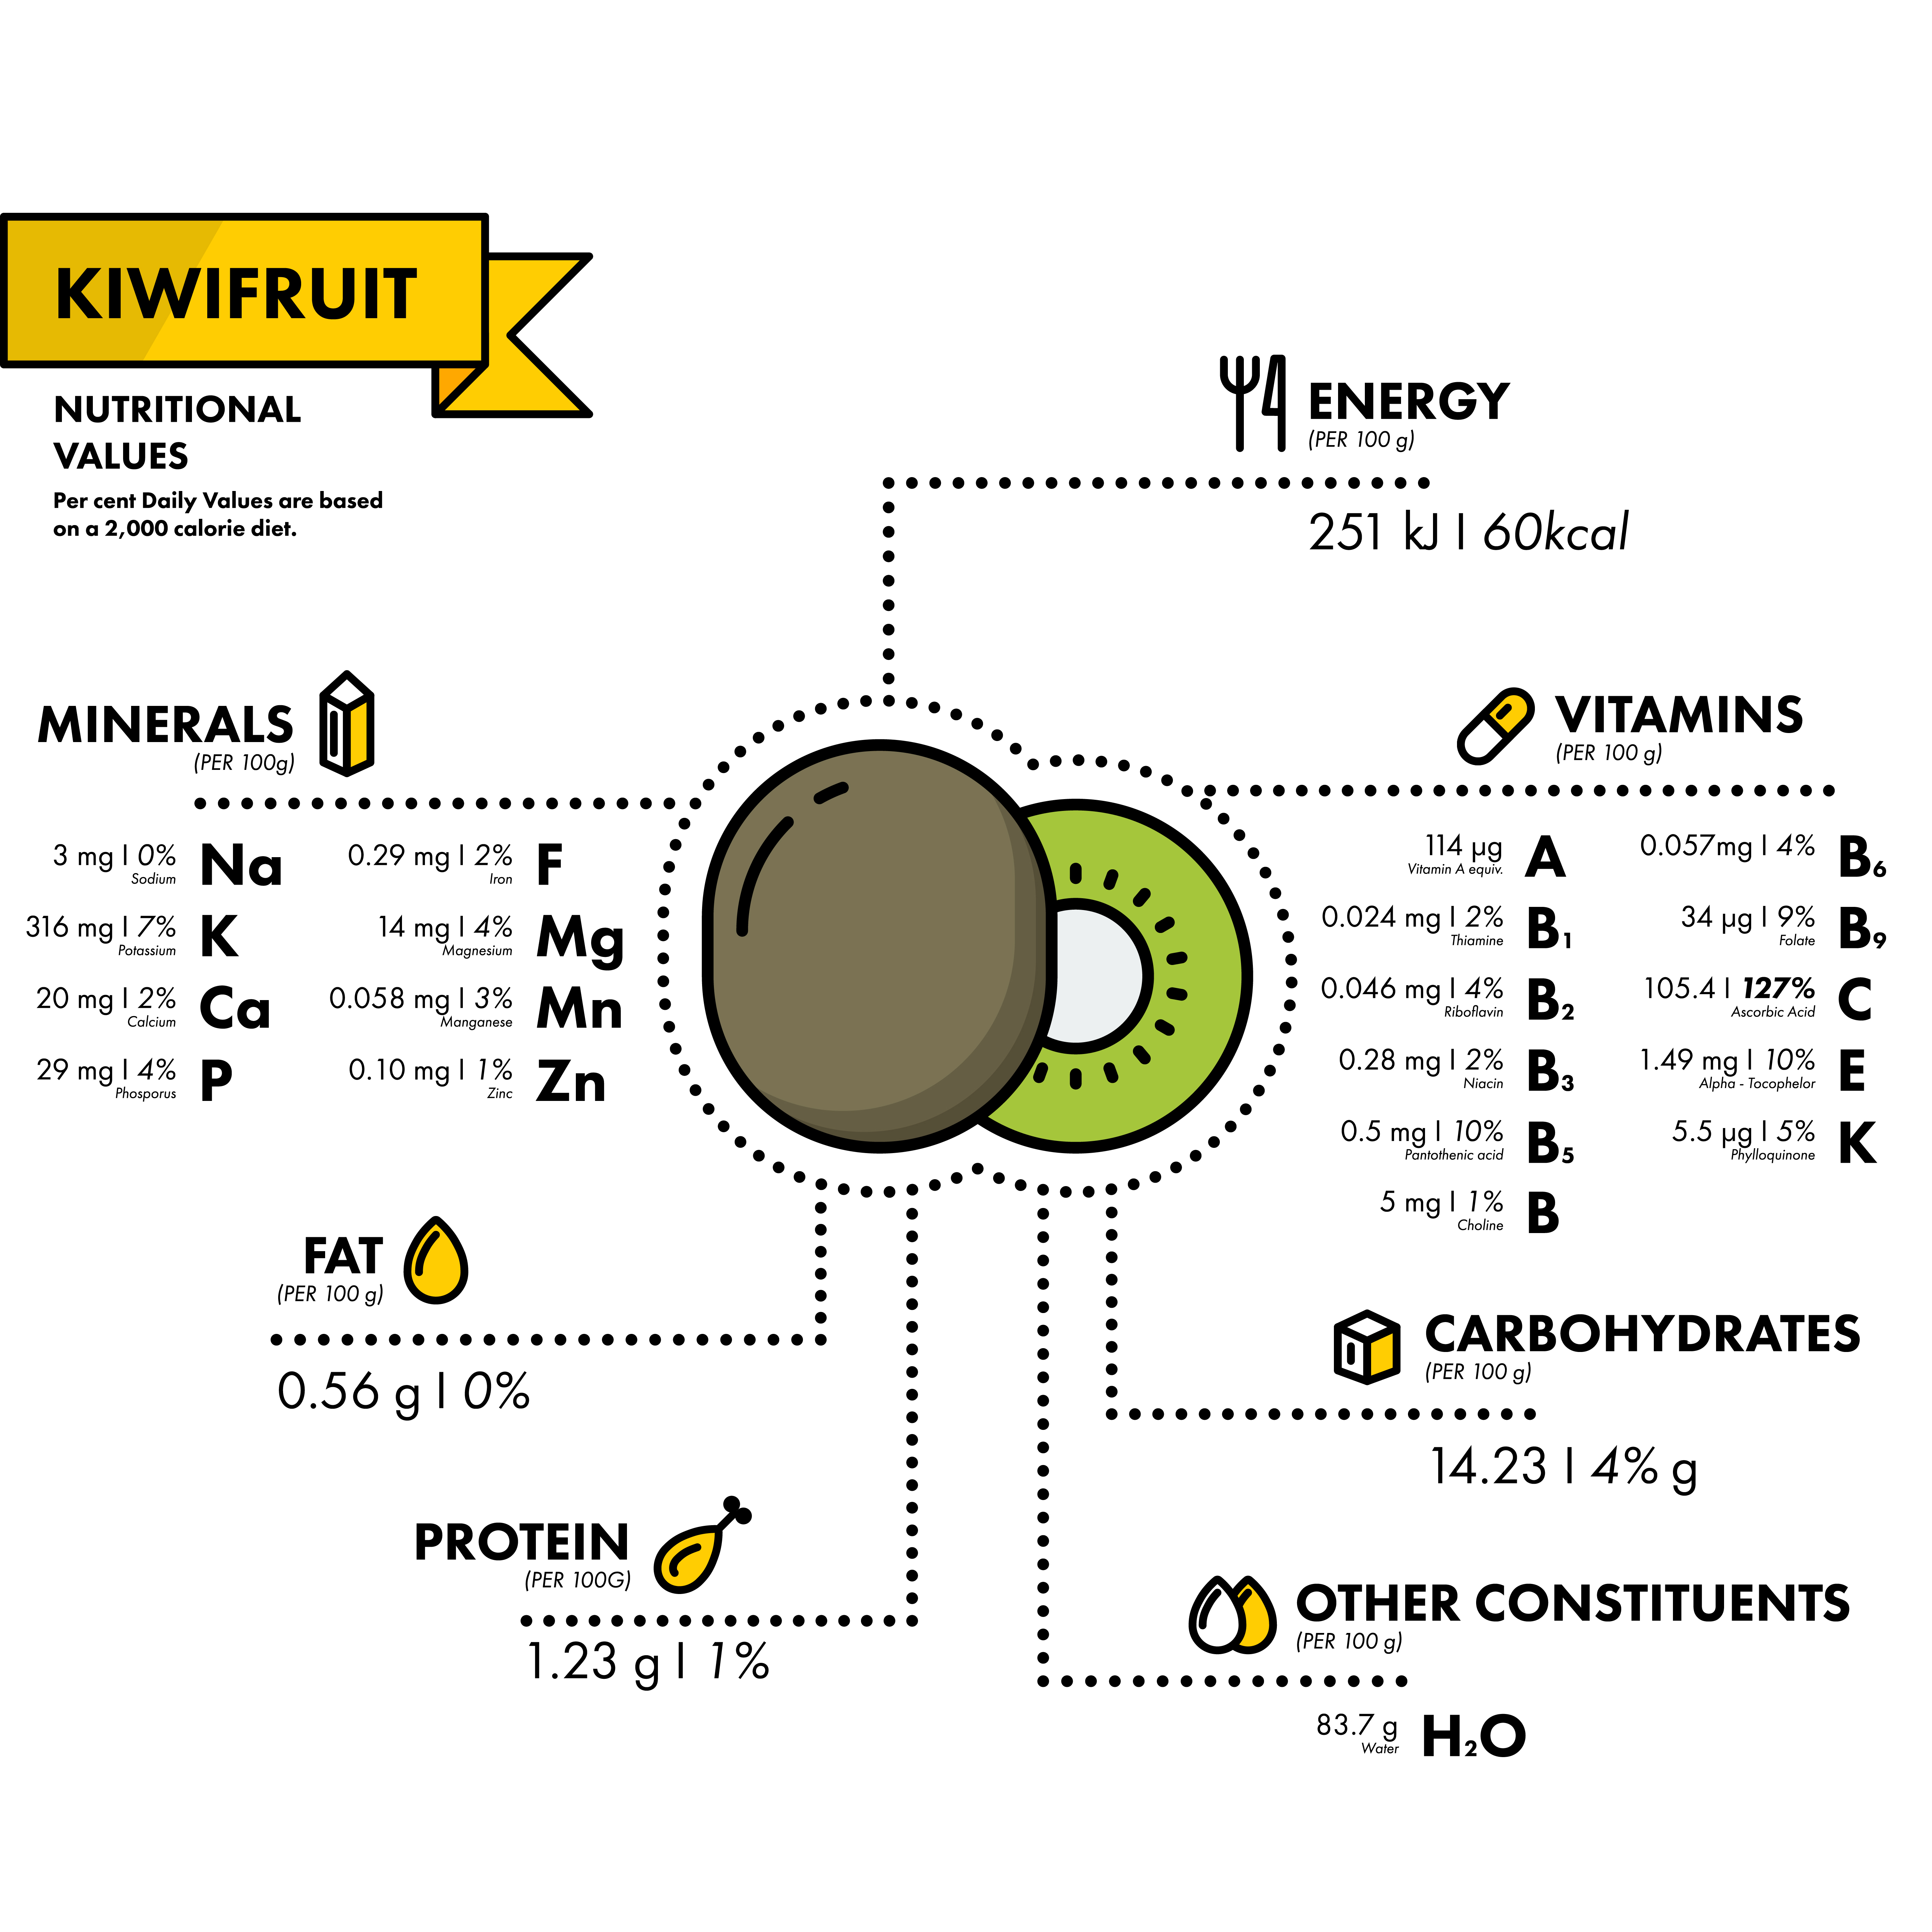 KIWIFRUIT
NUTRITIONAL
VALUES
Per cent Daily Values are based
on a 2,000 calorie diet.
ENERGY
(PER 100 g)
251 kJ | 60kcal
MINERALS
(PER 100g)
3 mg | 0% Na
Sodium
316 mg | 7% K
Potassium
20 mg | 2% Ca
Calcium
29 mg | 4% P
Phosporus
0.29 mg | 2% F
Iron
14 mg | 4% Mg
Magnesium
0.058 mg | 3% Mn
Manganese
0.10 mg | 1% Zn
Zinc
VITAMINS
(PER 100 g)
114 µg A
Vitamin A equiv.
0.024 mg | 2% B₁
Thiamine
0.046 mg | 4% B₂
Riboflavin
0.28 mg | 2% B₃
Niacin
0.5 mg | 10% B₅
Pantothenic acid
5 mg | 1% B
Choline
0.057mg | 4% B₆
34 µg | 9% B₉
Folate
105.4 | 127% C
Ascorbic Acid
1.49 mg | 10% E
Alpha - Tocophelor
5.5 µg | 5% K
Phylloquinone
FAT
(PER 100 g)
0.56 g | 0%
CARBOHYDRATES
(PER 100 g)
14.23 | 4% g
PROTEIN
(PER 100G)
1.23 g | 1%
OTHER CONSTITUENTS
(PER 100 g)
83.7 g H₂O
Water